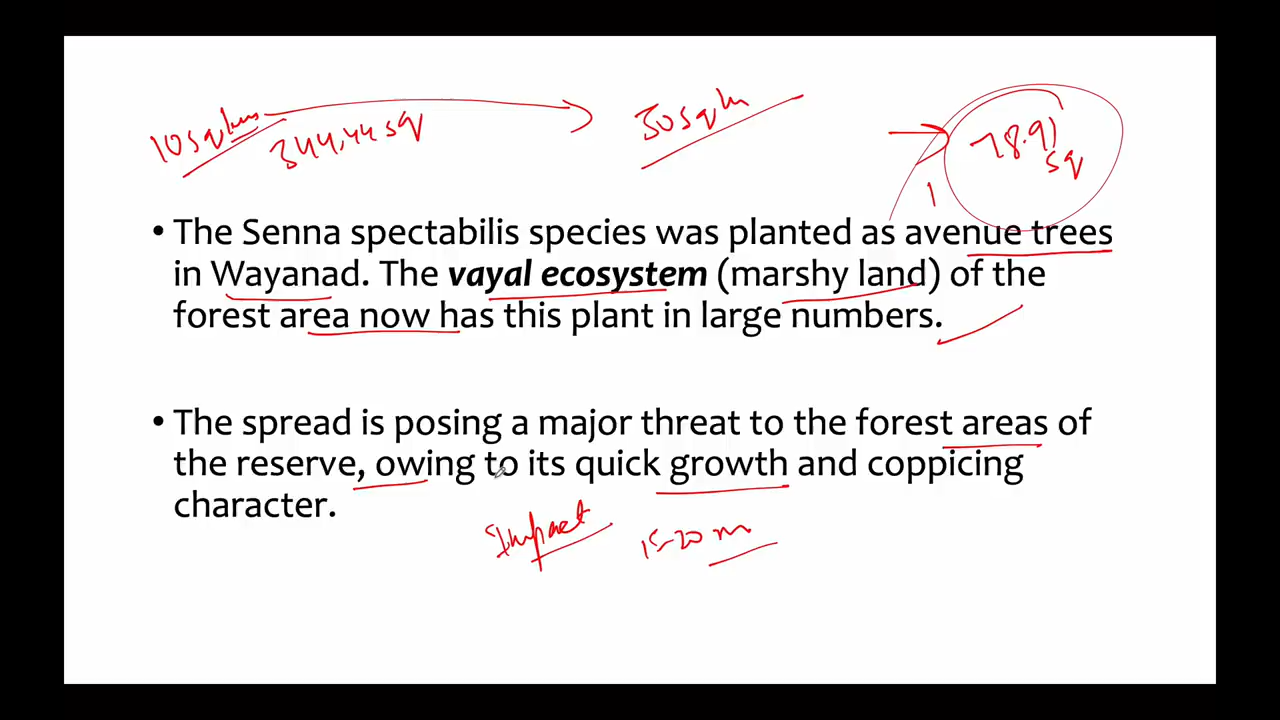 10 sq kms
344.44 sq
30 sq km
78.91
sq
• The Senna spectabilis species was planted as avenue trees
in Wayanad. The vayal ecosystem (marshy land) of the
forest area now has this plant in large numbers.
• The spread is posing a major threat to the forest areas of
the reserve, owing to its quick growth and coppicing
character.
Impact
15-20 m